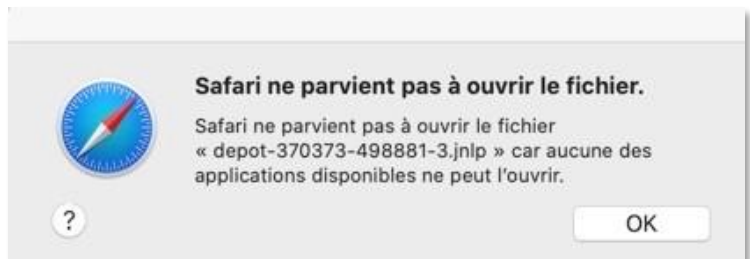 Safari ne parvient pas à ouvrir le fichier.
Safari ne parvient pas à ouvrir le fichier
« depot-370373-498881-3.jnlp » car aucune des
applications disponibles ne peut l’ouvrir.
?
OK